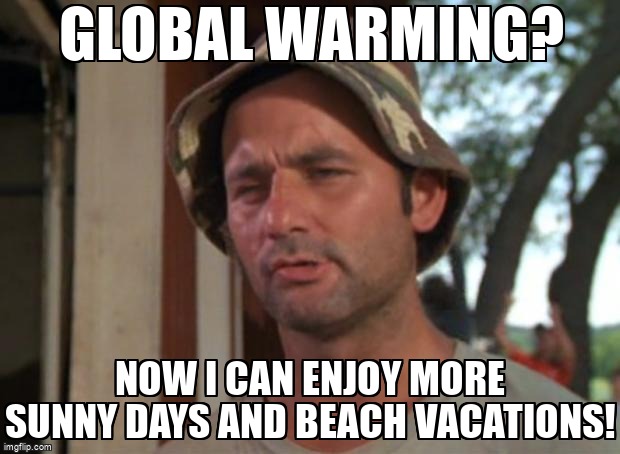 GLOBAL WARMING?
NOW I CAN ENJOY MORE
SUNNY DAYS AND BEACH VACATIONS!
imgflip.com